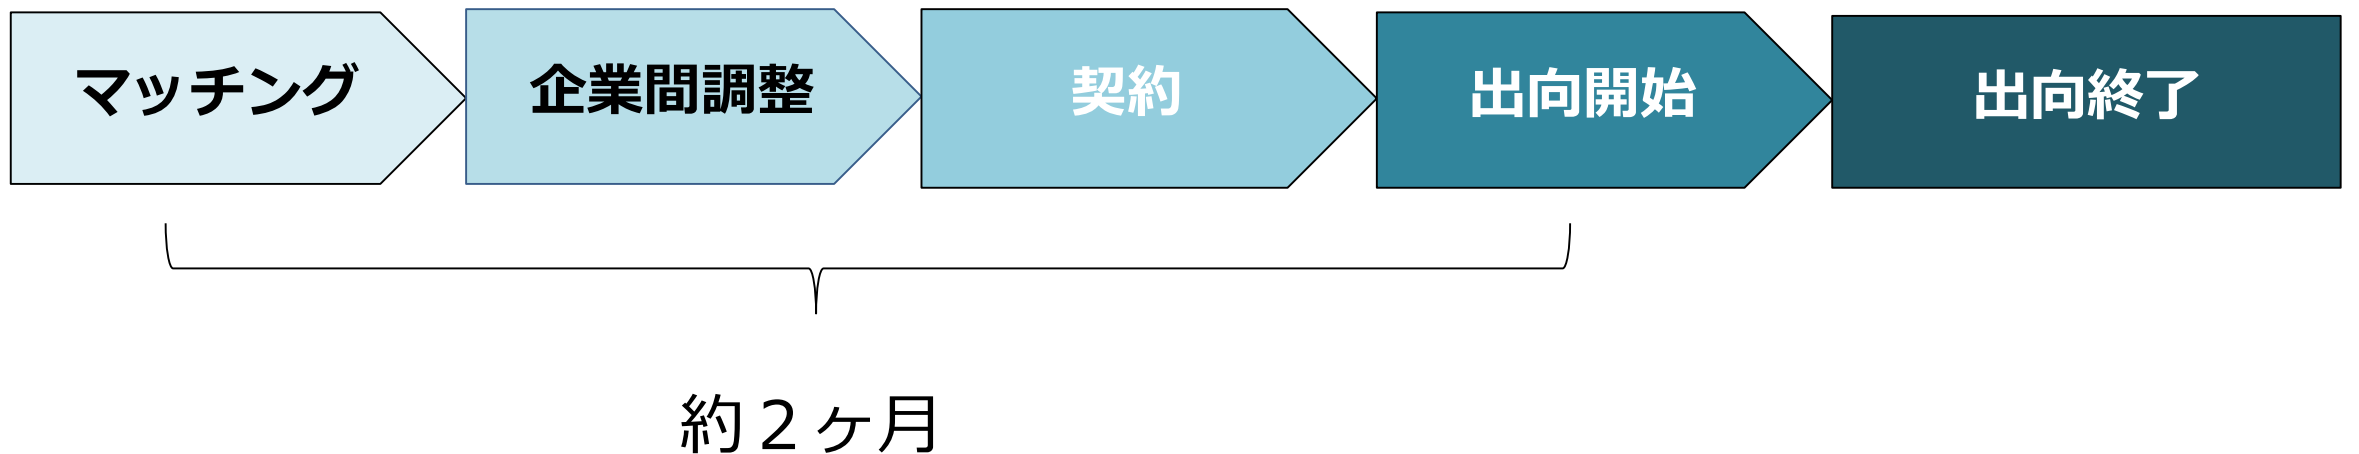 マッチング
企業間調整
契約
出向開始
出向終了
約２ヶ月